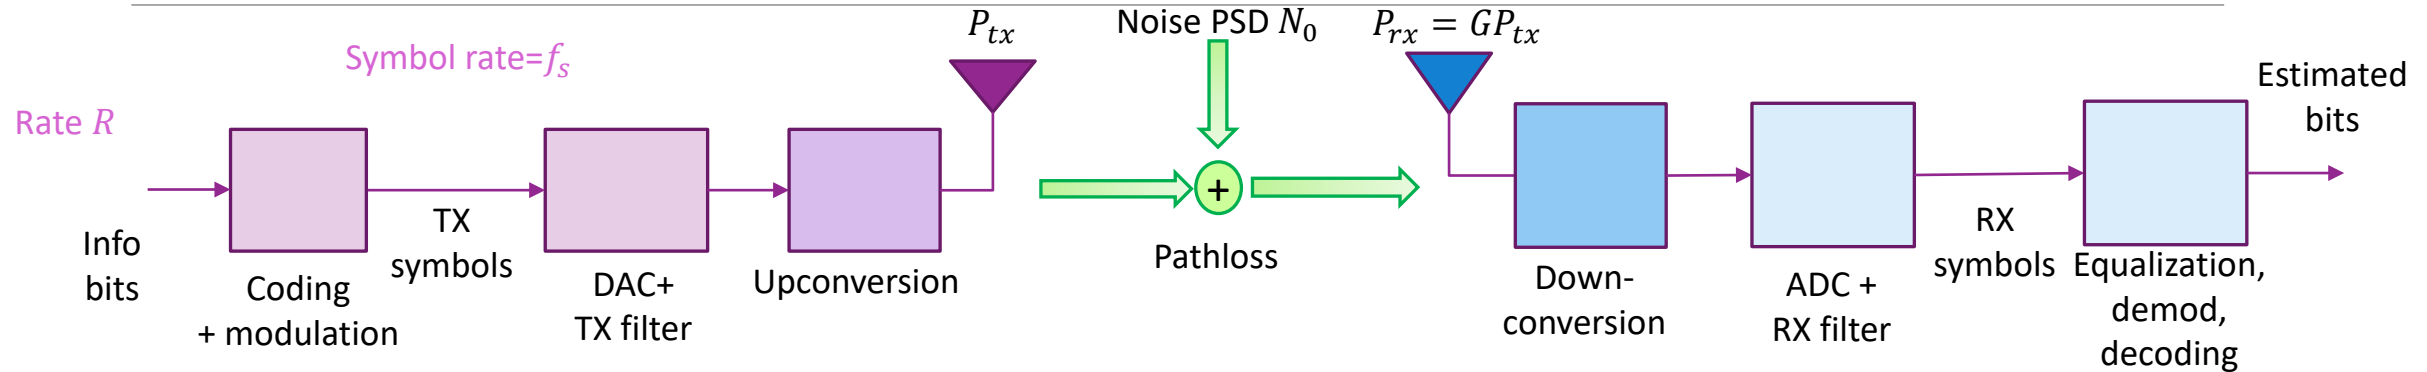 Noise PSD N₀
P_tx
P_rx = GP_tx
Symbol rate=f_s
Rate R
Estimated
bits
+
Info
bits
TX
symbols
Coding
+ modulation
DAC+
TX filter
Upconversion
Pathloss
Down-
conversion
ADC +
RX filter
RX
symbols
Equalization,
demod,
decoding